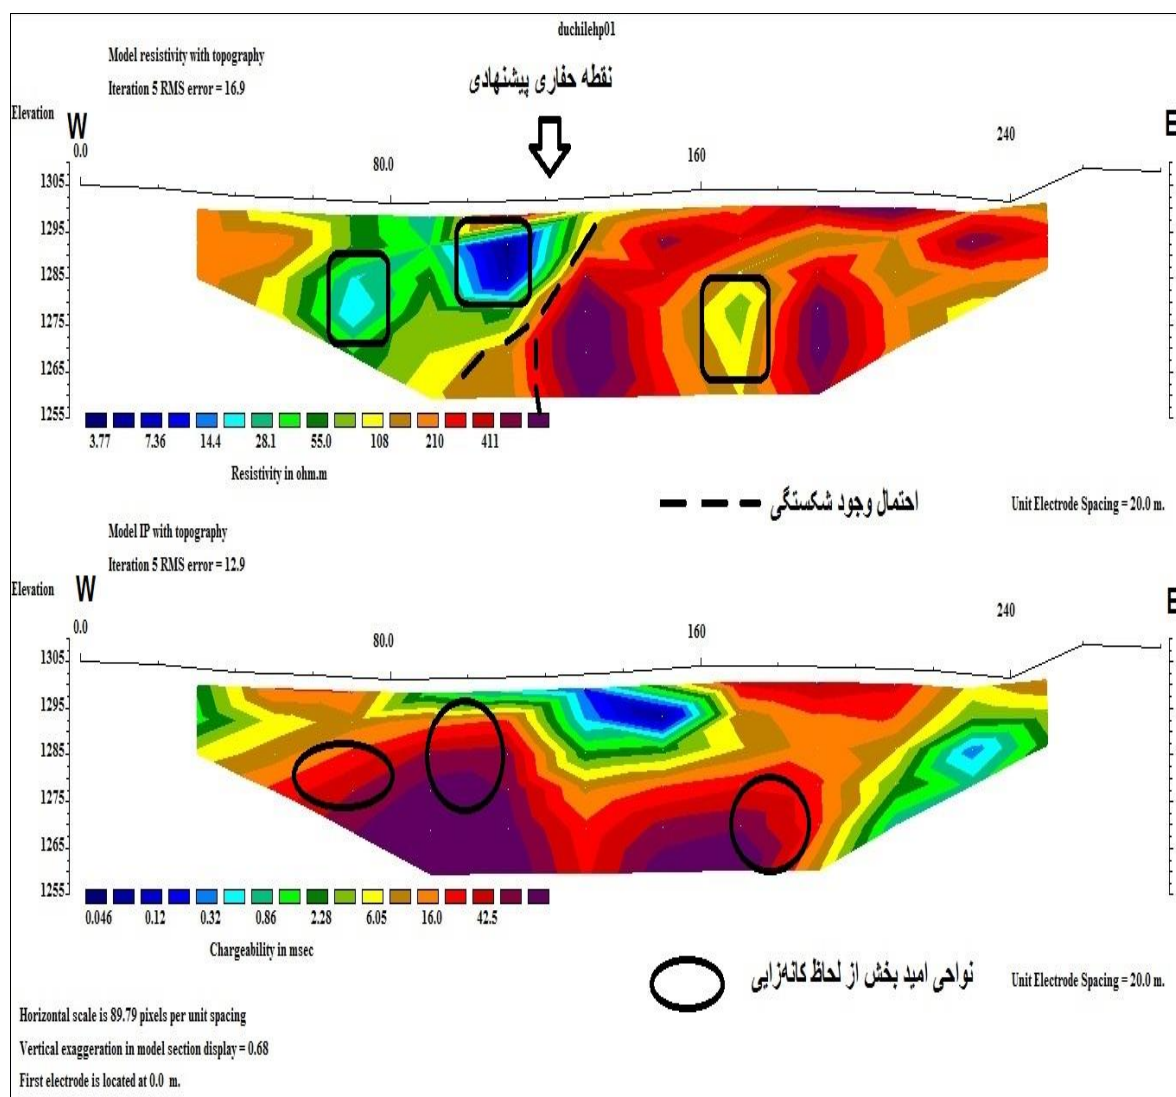 duchilehp01
Model resistivity with topography
Iteration 5 RMS error = 16.9
نقطه حفاری پیشنهادی
Elevation
W
E
0.0
80.0
160
240
1305
1295
1285
1275
1265
1255
3.77 7.36 14.4 28.1 55.0 108 210 411
Resistivity in ohm.m
احتمال وجود شکستگی
Unit Electrode Spacing = 20.0 m.
Model IP with topography
Iteration 5 RMS error = 12.9
Elevation
W
E
0.0
80.0
160
240
1305
1295
1285
1275
1265
1255
0.046 0.12 0.32 0.86 2.28 6.05 16.0 42.5
Chargeability in msec
نواحی امید بخش از لحاظ کانه‌زایی
Unit Electrode Spacing = 20.0 m.
Horizontal scale is 89.79 pixels per unit spacing
Vertical exaggeration in model section display = 0.68
First electrode is located at 0.0 m.